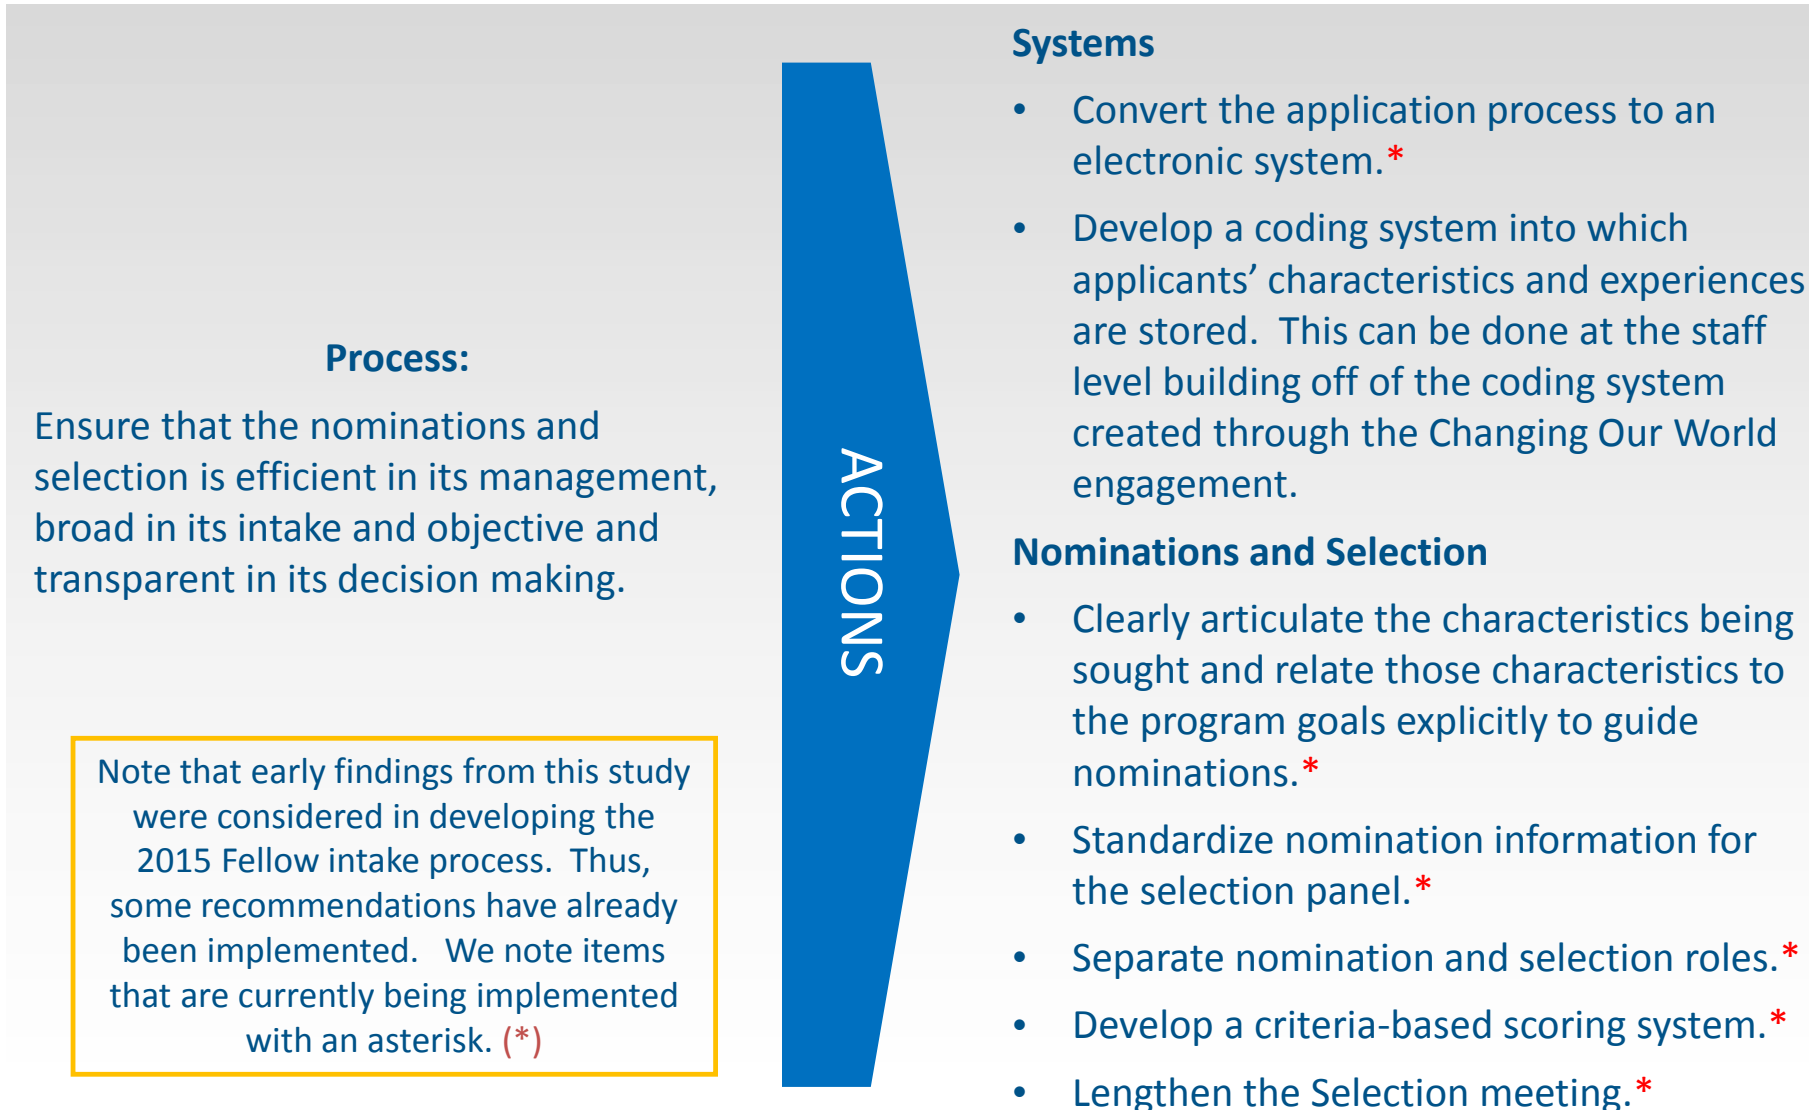 Process:
Ensure that the nominations and
selection is efficient in its management,
broad in its intake and objective and
transparent in its decision making.
Note that early findings from this study
were considered in developing the
2015 Fellow intake process.  Thus,
some recommendations have already
been implemented.   We note items
that are currently being implemented
with an asterisk. (*)
ACTIONS
Systems
• Convert the application process to an
electronic system.*
• Develop a coding system into which
applicants’ characteristics and experiences
are stored.  This can be done at the staff
level building off of the coding system
created through the Changing Our World
engagement.
Nominations and Selection
• Clearly articulate the characteristics being
sought and relate those characteristics to
the program goals explicitly to guide
nominations.*
• Standardize nomination information for
the selection panel.*
• Separate nomination and selection roles.*
• Develop a criteria-based scoring system.*
• Lengthen the Selection meeting.*